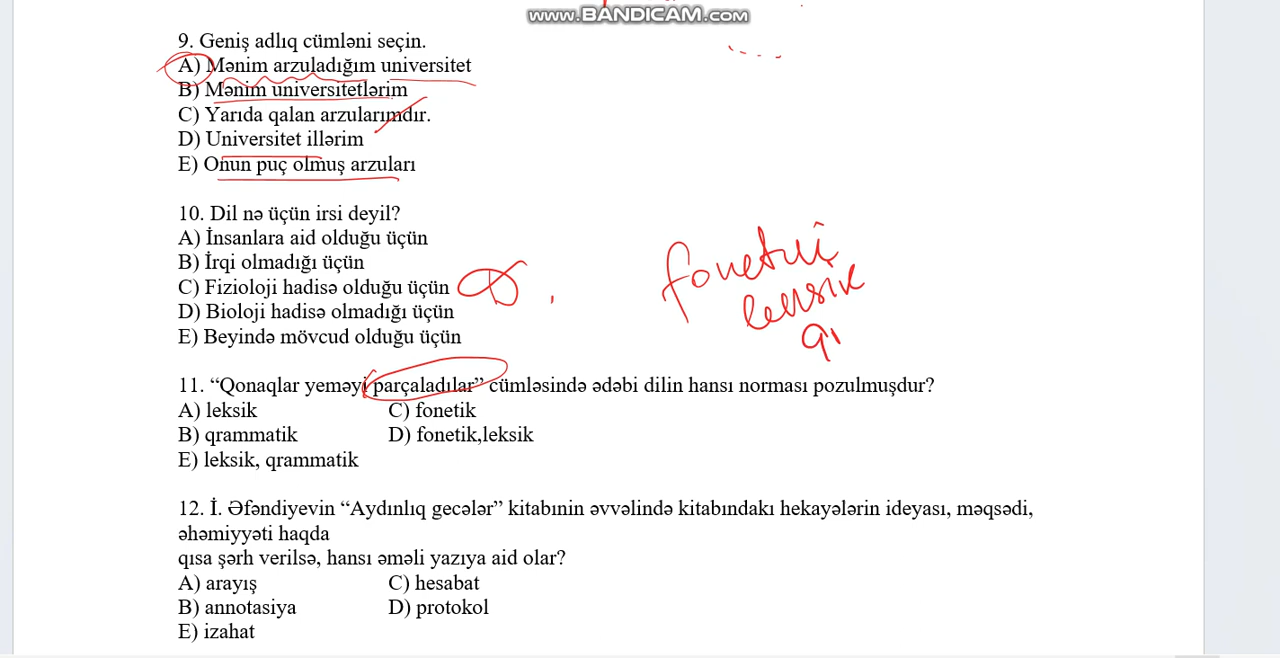 www.BANDICAM.com
9. Geniş adlıq cümləni seçin.
A) Mənim arzuladığım universitet
B) Mənim universitetlərim
C) Yarıda qalan arzularımdır.
D) Universitet illərim
E) Onun puç olmuş arzuları
10. Dil nə üçün irsi deyil?
A) İnsanlara aid olduğu üçün
B) İrqi olmadığı üçün
C) Fizioloji hadisə olduğu üçün
D) Bioloji hadisə olmadığı üçün
E) Beyində mövcud olduğu üçün
leksik
11. “Qonaqlar yeməyi parçaladılar” cümləsində ədəbi dilin hansı norması pozulmuşdur?
A) leksik C) fonetik
B) qrammatik D) fonetik,leksik
E) leksik, qrammatik
12. İ. Əfəndiyevin “Aydınlıq gecələr” kitabının əvvəlində kitabındakı hekayələrin ideyası, məqsədi,
əhəmiyyəti haqda
qısa şərh verilsə, hansı əməli yazıya aid olar?
A) arayış C) hesabat
B) annotasiya D) protokol
E) izahat